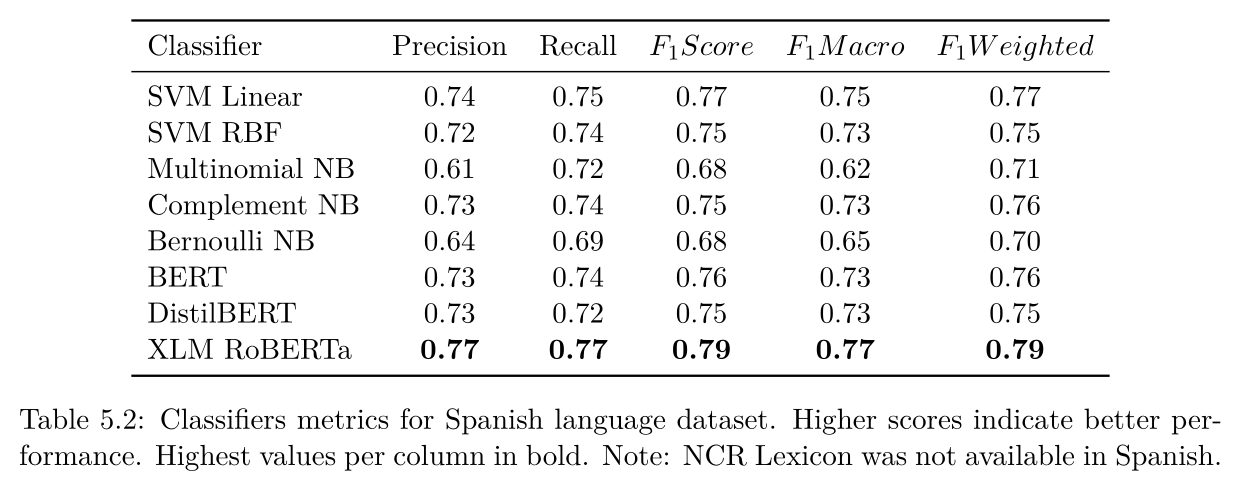 Classifier Precision Recall F1Score F1Macro F1Weighted
SVM Linear 0.74 0.75 0.77 0.75 0.77
SVM RBF 0.72 0.74 0.75 0.73 0.75
Multinomial NB 0.61 0.72 0.68 0.62 0.71
Complement NB 0.73 0.74 0.75 0.73 0.76
Bernoulli NB 0.64 0.69 0.68 0.65 0.70
BERT 0.73 0.74 0.76 0.73 0.76
DistilBERT 0.73 0.72 0.75 0.73 0.75
XLM RoBERTa 0.77 0.77 0.79 0.77 0.79
Table 5.2: Classifiers metrics for Spanish language dataset. Higher scores indicate better per-
formance. Highest values per column in bold. Note: NCR Lexicon was not available in Spanish.